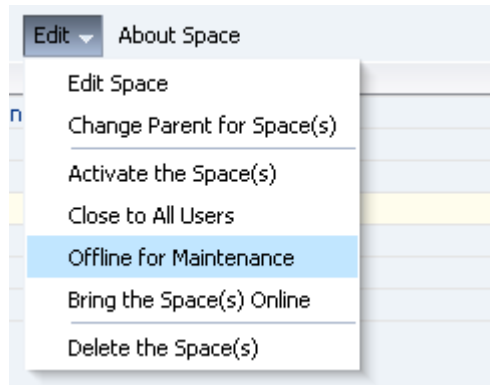 Edit About Space
Edit Space
n
Change Parent for Space(s)
Activate the Space(s)
Close to All Users
Offline for Maintenance
Bring the Space(s) Online
Delete the Space(s)